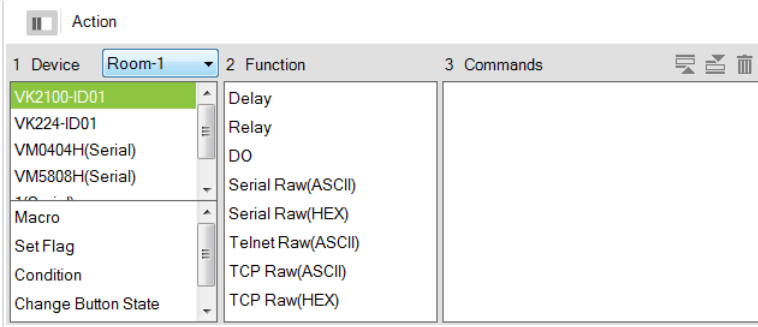 Action
1 Device Room-1 2 Function 3 Commands
VK2100-ID01
VK224-ID01
VM0404H(Serial)
VM5808H(Serial)
Macro
Set Flag
Condition
Change Button State
Delay
Relay
DO
Serial Raw(ASCII)
Serial Raw(HEX)
Telnet Raw(ASCII)
TCP Raw(ASCII)
TCP Raw(HEX)